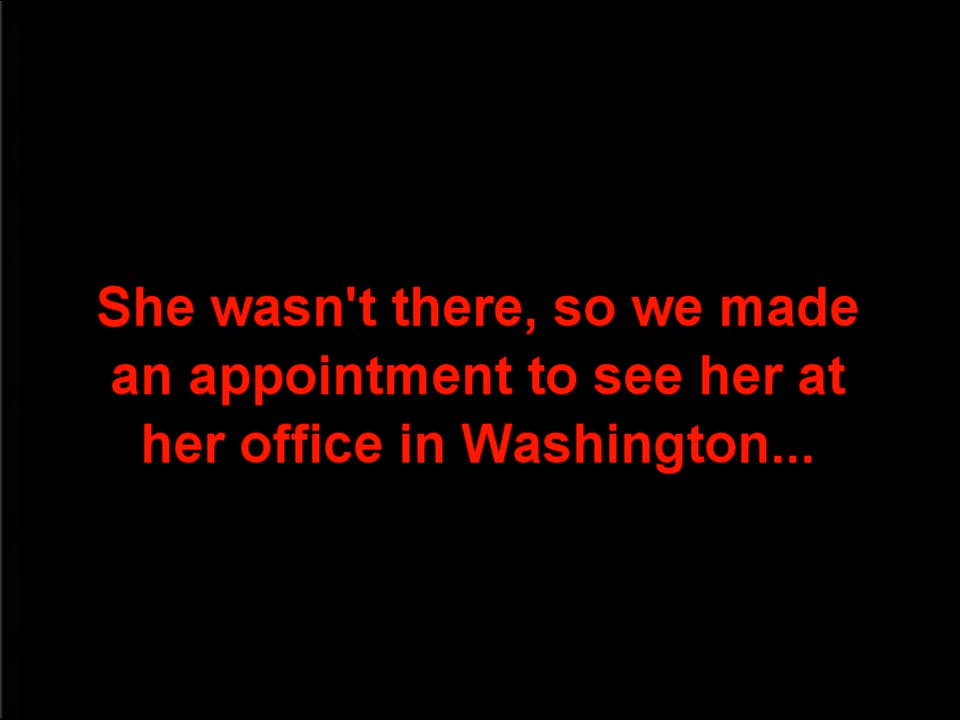 She wasn't there, so we made
an appointment to see her at
her office in Washington...